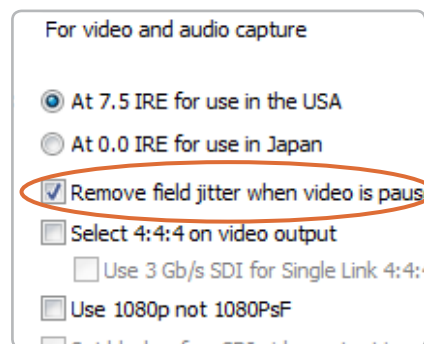 For video and audio capture
At 7.5 IRE for use in the USA
At 0.0 IRE for use in Japan
Remove field jitter when video is paus
Select 4:4:4 on video output
Use 3 Gb/s SDI for Single Link 4:4:
Use 1080p not 1080PsF